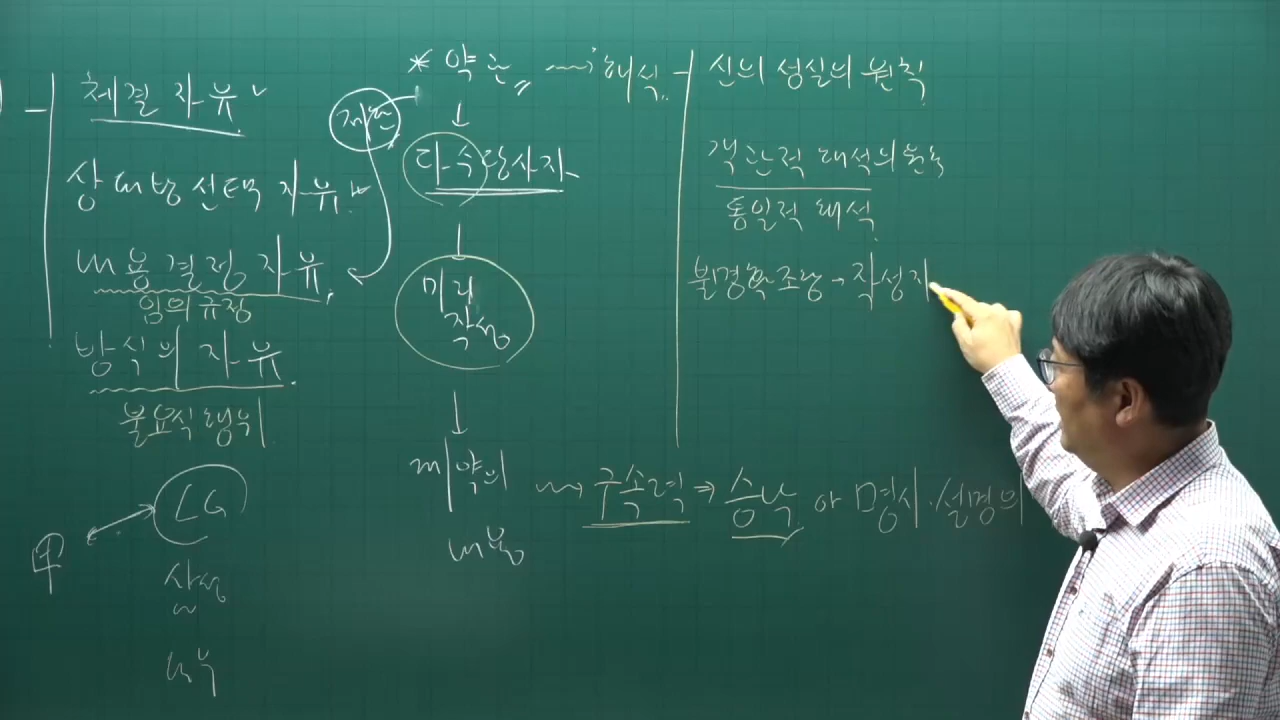 체결 자유
상대방 선택 자유
내용결정 자유
임의규정
방식의 자유
불요식행위
LG
甲
삼성
대우
제한
* 약관
↓
다수당사자
미리
작성
↓
계약의
내용
해석
신의성실의 원칙
객관적 해석의 원칙
통일적 해석
불명확조항 → 작성자
구속력 → 승낙 or 명시·설명의